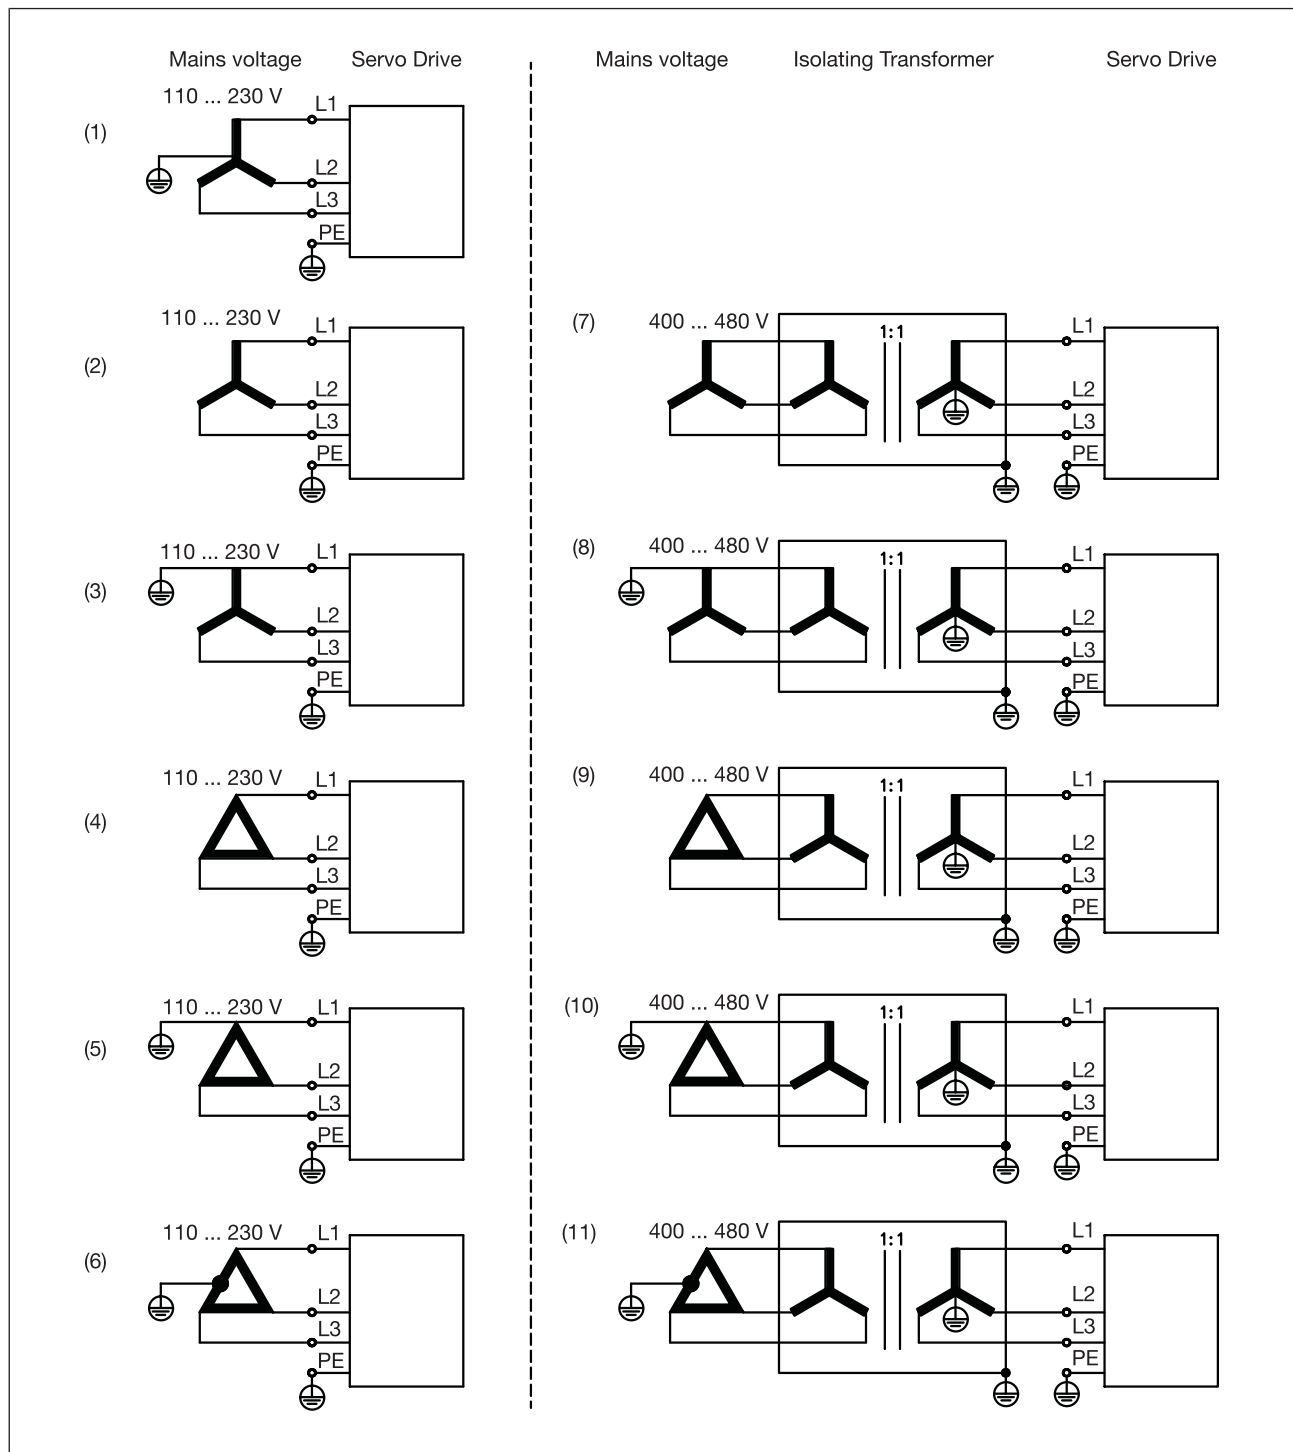 Mains voltage Servo Drive
110 ... 230 V
(1)
L1
L2
L3
PE
110 ... 230 V
(2)
L1
L2
L3
PE
110 ... 230 V
(3)
L1
L2
L3
PE
110 ... 230 V
(4)
L1
L2
L3
PE
110 ... 230 V
(5)
L1
L2
L3
PE
110 ... 230 V
(6)
L1
L2
L3
PE
Mains voltage Isolating Transformer Servo Drive
(7) 400 ... 480 V 1:1
L1
L2
L3
PE
(8) 400 ... 480 V 1:1
L1
L2
L3
PE
(9) 400 ... 480 V 1:1
L1
L2
L3
PE
(10) 400 ... 480 V 1:1
L1
L2
L3
PE
(11) 400 ... 480 V 1:1
L1
L2
L3
PE